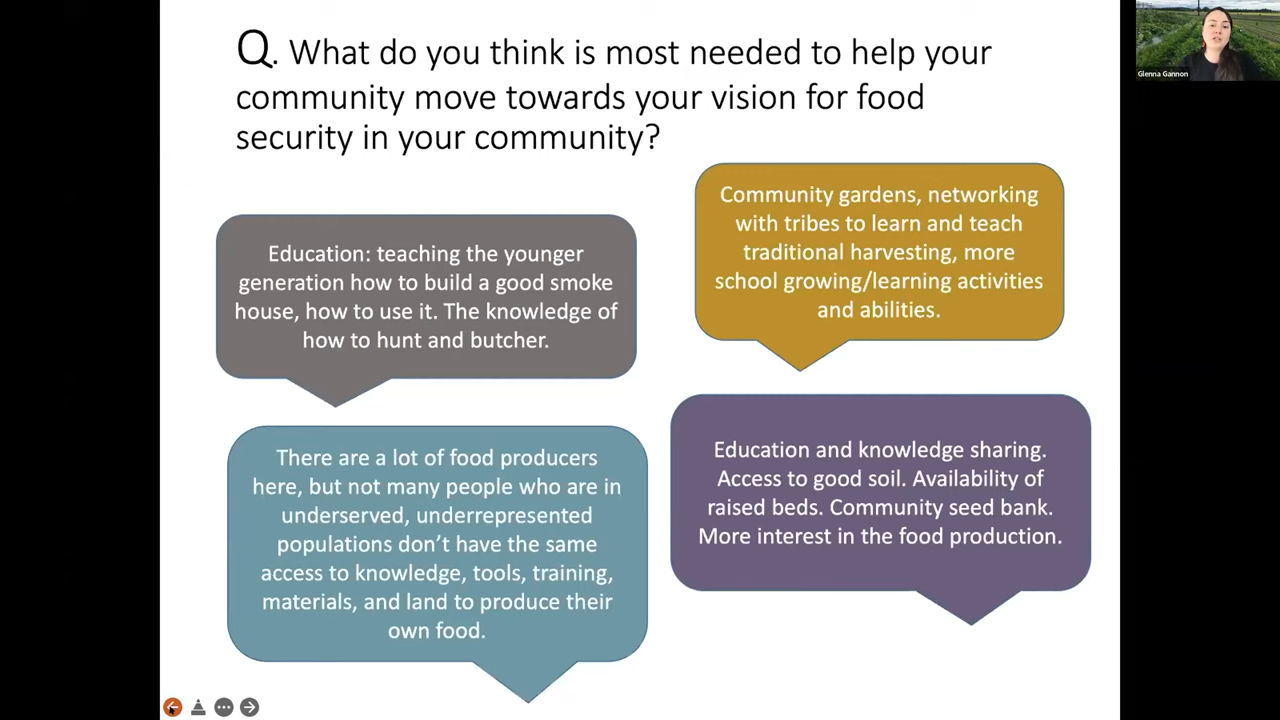 Q. What do you think is most needed to help your
community move towards your vision for food
security in your community?
Education: teaching the younger
generation how to build a good smoke
house, how to use it. The knowledge of
how to hunt and butcher.
Community gardens, networking
with tribes to learn and teach
traditional harvesting, more
school growing/learning activities
and abilities.
There are a lot of food producers
here, but not many people who are in
underserved, underrepresented
populations don’t have the same
access to knowledge, tools, training,
materials, and land to produce their
own food.
Education and knowledge sharing.
Access to good soil. Availability of
raised beds. Community seed bank.
More interest in the food production.
Glenna Gannon